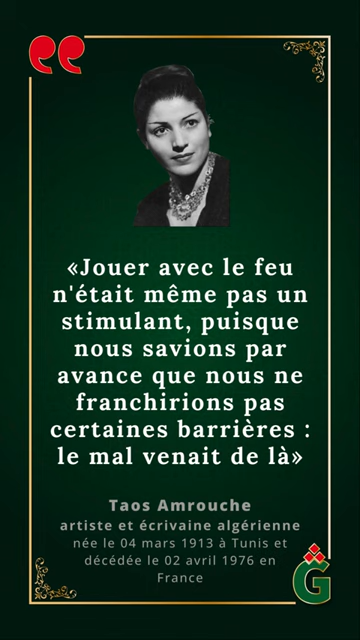 «Jouer avec le feu
n'était même pas un
stimulant, puisque
nous savions par
avance que nous ne
franchirions pas
certaines barrières :
le mal venait de là»
Taos Amrouche
artiste et écrivaine algérienne
née le 04 mars 1913 à Tunis et
décédée le 02 avril 1976 en
France
G